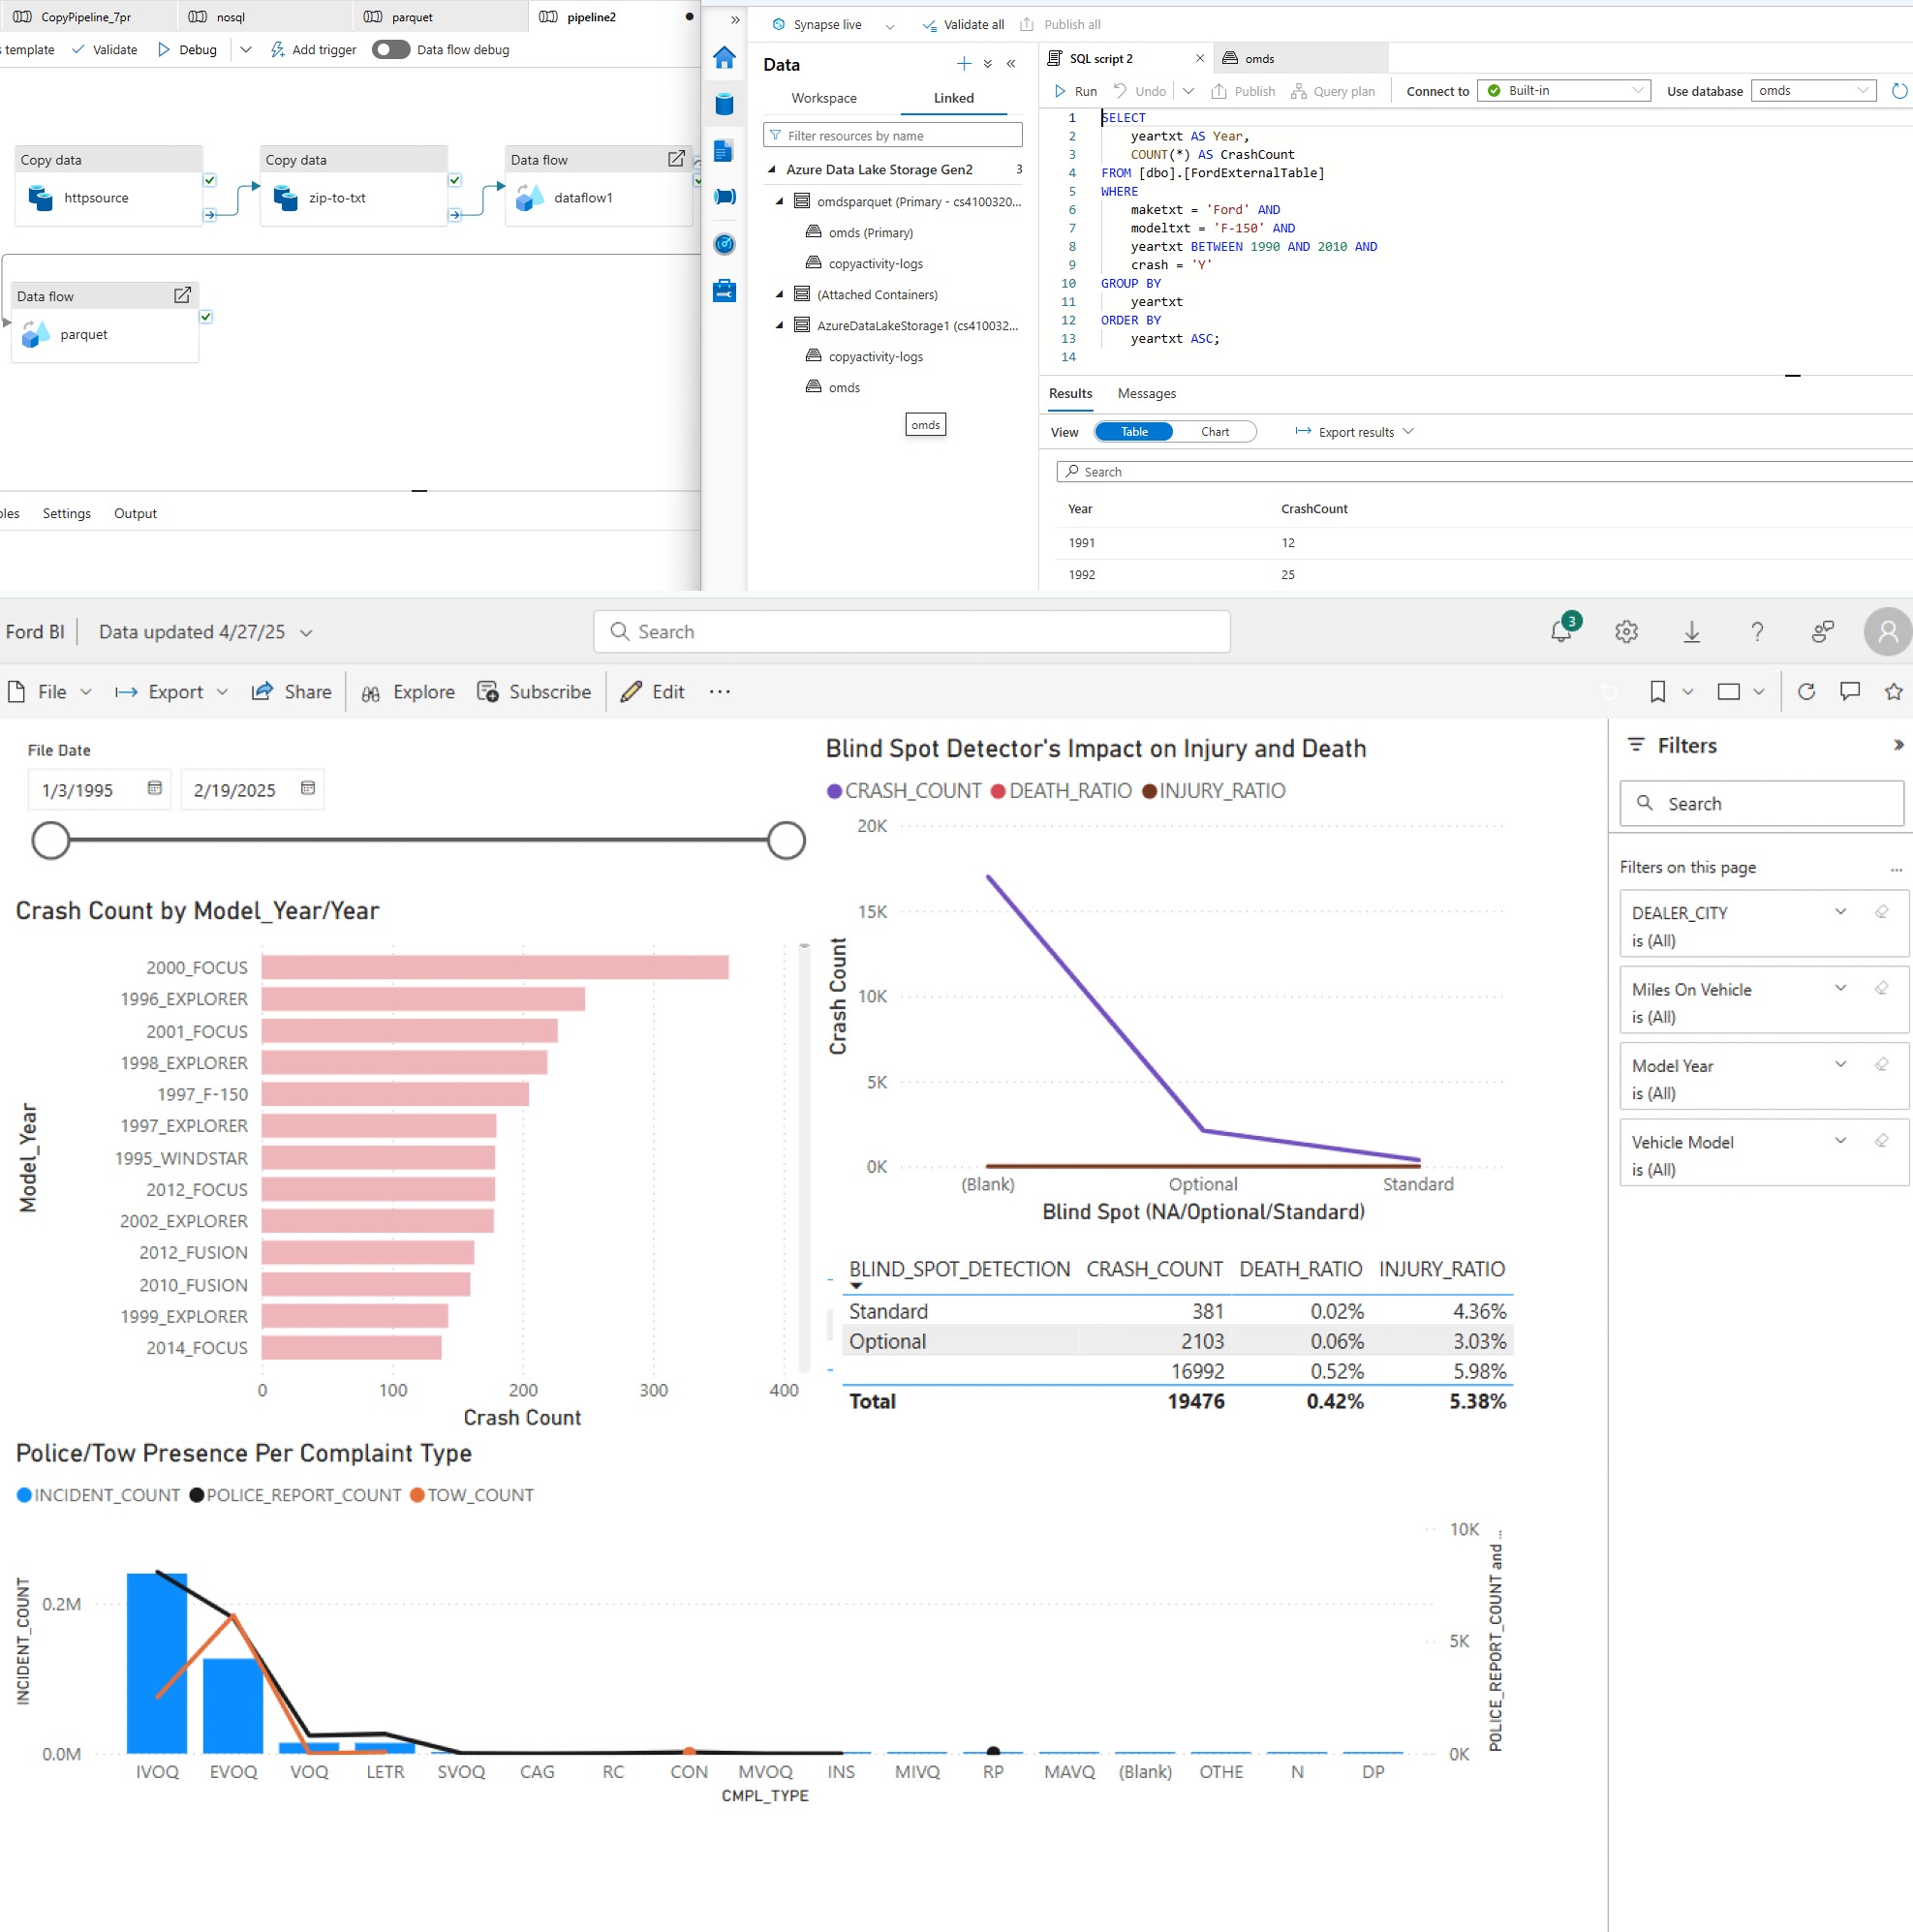 CopyPipeline_7pr
nosql
parquet
pipeline2
template
Validate
Debug
Add trigger
Data flow debug
Copy data
httpsource
Copy data
zip-to-txt
Data flow
dataflow1
Data flow
parquet
Settings
Output
Synapse live
Validate all
Publish all
Data
Workspace
Linked
Filter resources by name
Azure Data Lake Storage Gen2 3
omdsparquet (Primary - cs4100320...
omds (Primary)
copyactivity-logs
(Attached Containers)
AzureDataLakeStorage1 (cs410032...
copyactivity-logs
omds
omds
SQL script 2
omds
Run
Undo
Publish
Query plan
Connect to
Built-in
Use database
omds
1 SELECT
2 yeartxt AS Year,
3 COUNT(*) AS CrashCount
4 FROM [dbo].[FordExternalTable]
5 WHERE
6 maketxt = 'Ford' AND
7 modeltxt = 'F-150' AND
8 yeartxt BETWEEN 1990 AND 2010 AND
9 crash = 'Y'
10 GROUP BY
11 yeartxt
12 ORDER BY
13 yeartxt ASC;
14
Results
Messages
View
Table
Chart
Export results
Search
Year CrashCount
1991 12
1992 25
Ford BI
Data updated 4/27/25
Search
3
File
Export
Share
Explore
Subscribe
Edit
File Date
1/3/1995
2/19/2025
Crash Count by Model_Year/Year
Model_Year
2000_FOCUS
1996_EXPLORER
2001_FOCUS
1998_EXPLORER
1997_F-150
1997_EXPLORER
1995_WINDSTAR
2012_FOCUS
2002_EXPLORER
2012_FUSION
2010_FUSION
1999_EXPLORER
2014_FOCUS
0 100 200 300 400
Crash Count
Blind Spot Detector's Impact on Injury and Death
CRASH_COUNT DEATH_RATIO INJURY_RATIO
Crash Count
20K
15K
10K
5K
0K
(Blank) Optional Standard
Blind Spot (NA/Optional/Standard)
BLIND_SPOT_DETECTION CRASH_COUNT DEATH_RATIO INJURY_RATIO
Standard 381 0.02% 4.36%
Optional 2103 0.06% 3.03%
16992 0.52% 5.98%
Total 19476 0.42% 5.38%
Police/Tow Presence Per Complaint Type
INCIDENT_COUNT POLICE_REPORT_COUNT TOW_COUNT
INCIDENT_COUNT
0.2M
0.0M
10K
5K
0K
POLICE_REPORT_COUNT and ...
IVOQ EVOQ VOQ LETR SVOQ CAG RC CON MVOQ INS MIVQ RP MAVQ (Blank) OTHE N DP
CMPL_TYPE
Filters
Search
Filters on this page
...
DEALER_CITY
is (All)
Miles On Vehicle
is (All)
Model Year
is (All)
Vehicle Model
is (All)